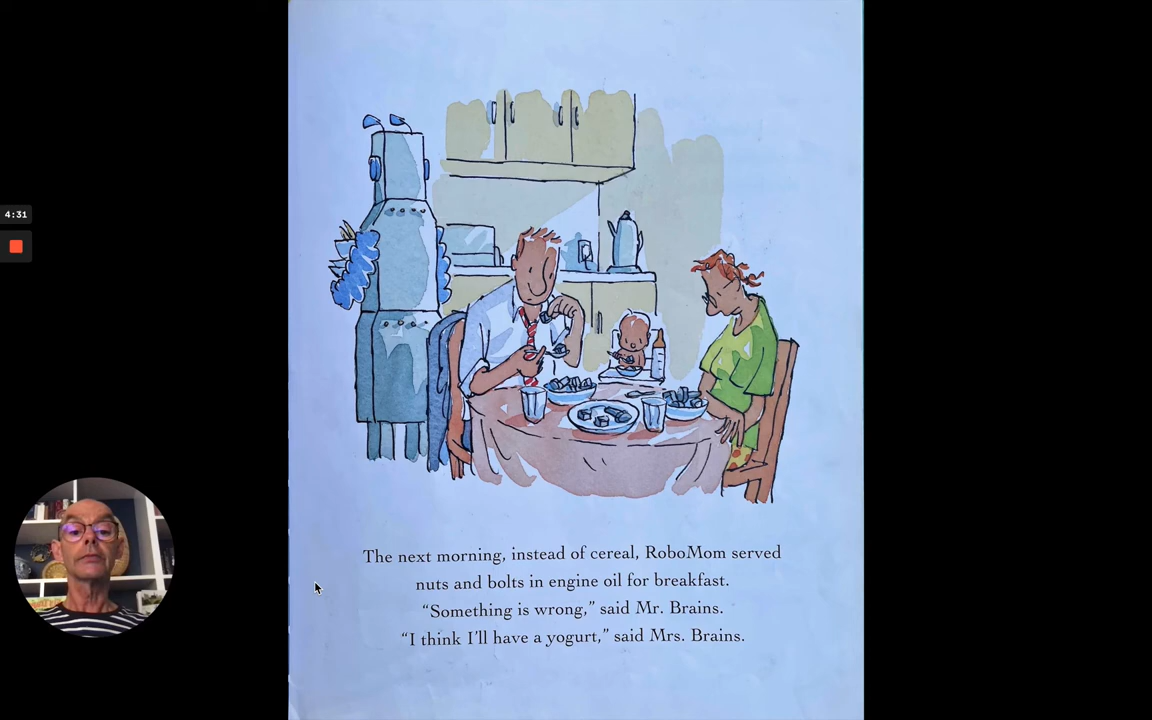 4:31
The next morning, instead of cereal, RoboMom served
nuts and bolts in engine oil for breakfast.
“Something is wrong,” said Mr. Brains.
“I think I’ll have a yogurt,” said Mrs. Brains.